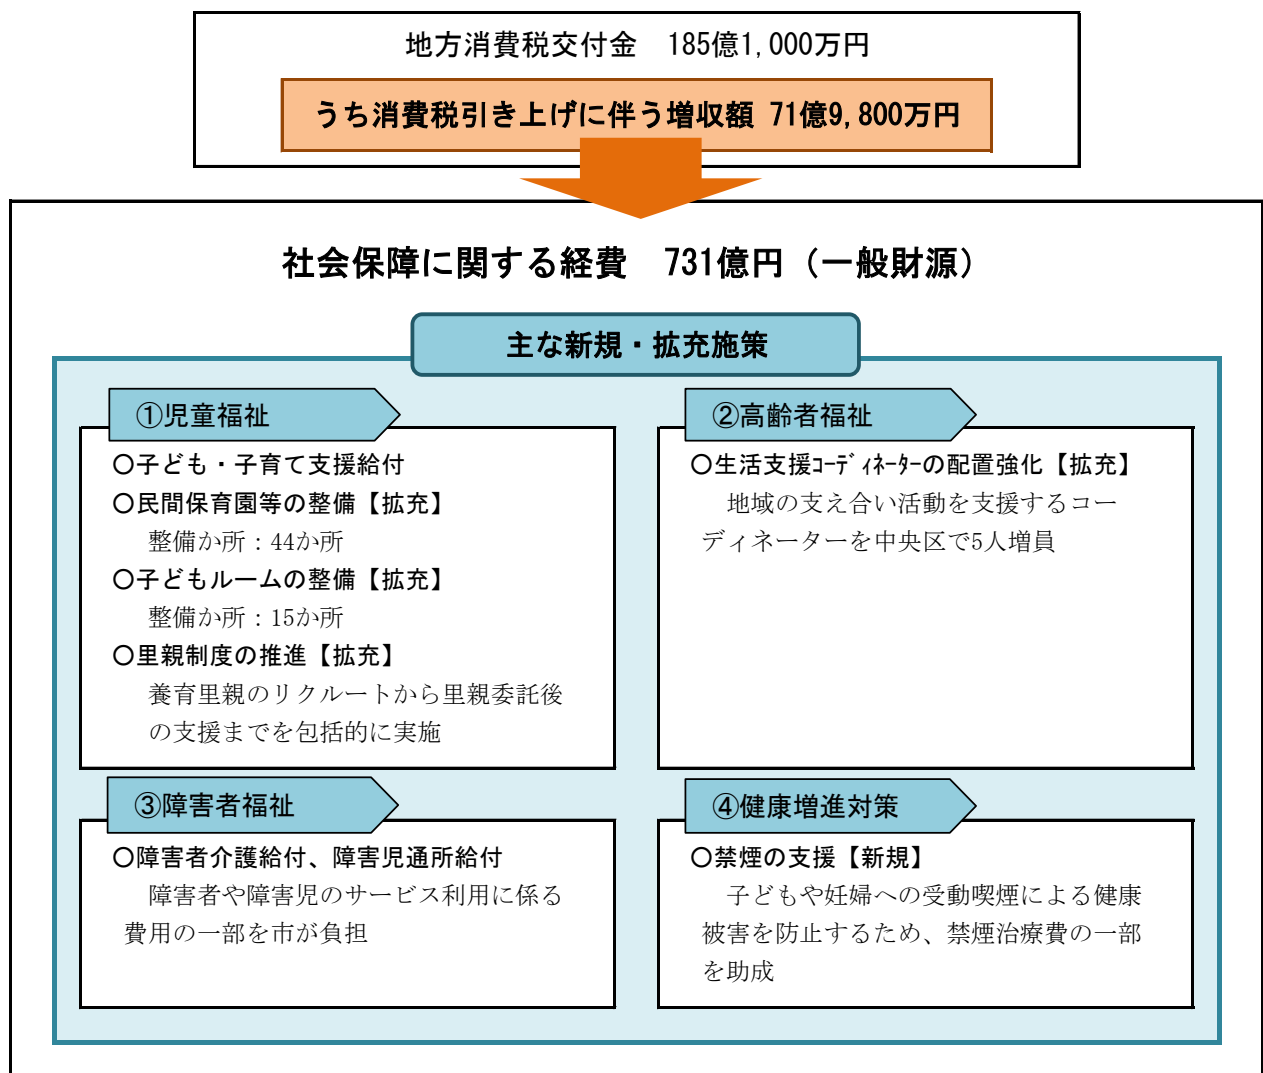 地方消費税交付金　185億1,000万円
うち消費税引き上げに伴う増収額 71億9,800万円
社会保障に関する経費　731億円（一般財源）
主な新規・拡充施策
①児童福祉
○子ども・子育て支援給付
○民間保育園等の整備【拡充】
整備か所：44か所
○子どもルームの整備【拡充】
整備か所：15か所
○里親制度の推進【拡充】
養育里親のリクルートから里親委託後
の支援までを包括的に実施
②高齢者福祉
○生活支援ｺｰﾃﾞｨﾈｰﾀｰの配置強化【拡充】
地域の支え合い活動を支援するコー
ディネーターを中央区で5人増員
③障害者福祉
○障害者介護給付、障害児通所給付
障害者や障害児のサービス利用に係る
費用の一部を市が負担
④健康増進対策
○禁煙の支援【新規】
子どもや妊婦への受動喫煙による健康
被害を防止するため、禁煙治療費の一部
を助成